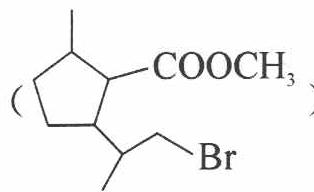 COOCH₃
( )
Br